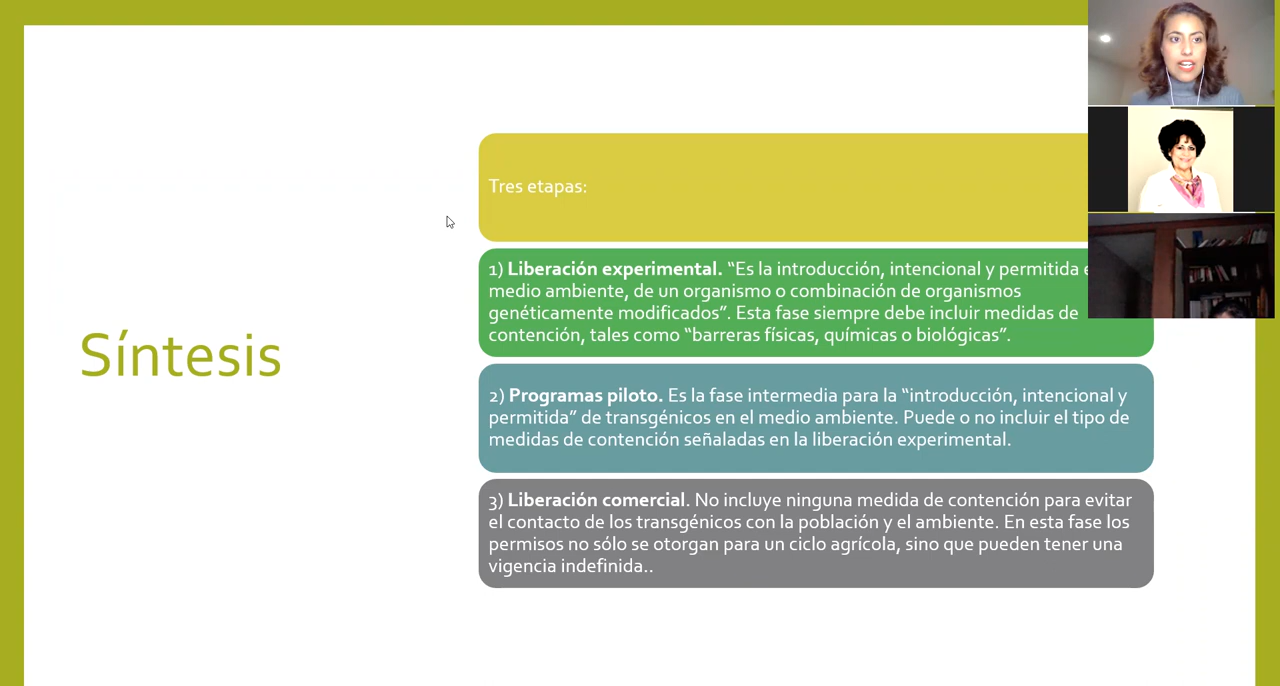 Síntesis
Tres etapas:
1) Liberación experimental. “Es la introducción, intencional y permitida
medio ambiente, de un organismo o combinación de organismos
genéticamente modificados”. Esta fase siempre debe incluir medidas de
contención, tales como “barreras físicas, químicas o biológicas”.
2) Programas piloto. Es la fase intermedia para la “introducción, intencional y
permitida” de transgénicos en el medio ambiente. Puede o no incluir el tipo de
medidas de contención señaladas en la liberación experimental.
3) Liberación comercial. No incluye ninguna medida de contención para evitar
el contacto de los transgénicos con la población y el ambiente. En esta fase los
permisos no sólo se otorgan para un ciclo agrícola, sino que pueden tener una
vigencia indefinida..